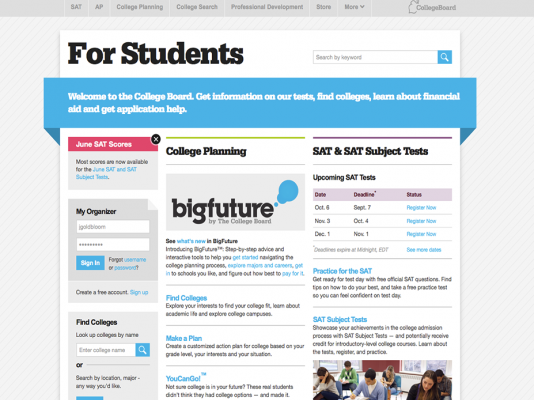 SAT AP College Planning College Search Professional Development Store More
CollegeBoard
For Students
Search by keyword
Welcome to the College Board. Get information on our tests, find colleges, learn about financial
aid and get application help.
June SAT Scores
Most scores are now available
for the June SAT and SAT
Subject Tests.
My Organizer
jgoldbloom
•••••••••
Sign In
Forgot username
or password?
Create a free account. Sign up
Find Colleges
Look up colleges by name
Enter college name
or
Search by location, major -
any way you'd like.
College Planning
bigfuture™
by The College Board
See what's new in BigFuture
Introducing BigFuture™: Step-by-step advice and
interactive tools to help you get started navigating the
college planning process, explore majors and careers, get
in to schools you like, and figure out how best to pay for it.
Find Colleges
Explore your interests to find your college fit, learn about
academic life and explore college campuses.
Make a Plan
Create a customized action plan for college based on your
grade level, your interests and your situation.
YouCanGo!™
Not sure college is in your future? These real students
didn't think they had college options — and made it.
SAT & SAT Subject Tests
Upcoming SAT Tests
Date Deadline* Status
Oct. 6 Sept. 7 Register Now
Nov. 3 Oct. 4 Register Now
Dec. 1 Nov. 1 Register Now
*Deadlines expire at Midnight, EDT See more dates
Practice for the SAT
Get ready for test day with free official SAT questions. Find
tips on how to do your best, and take a free practice test
so you can feel confident on test day.
SAT Subject Tests
Showcase your achievements in the college admission
process with SAT Subject Tests — and potentially receive
credit for introductory-level college courses. Learn about
the tests, register, and practice.